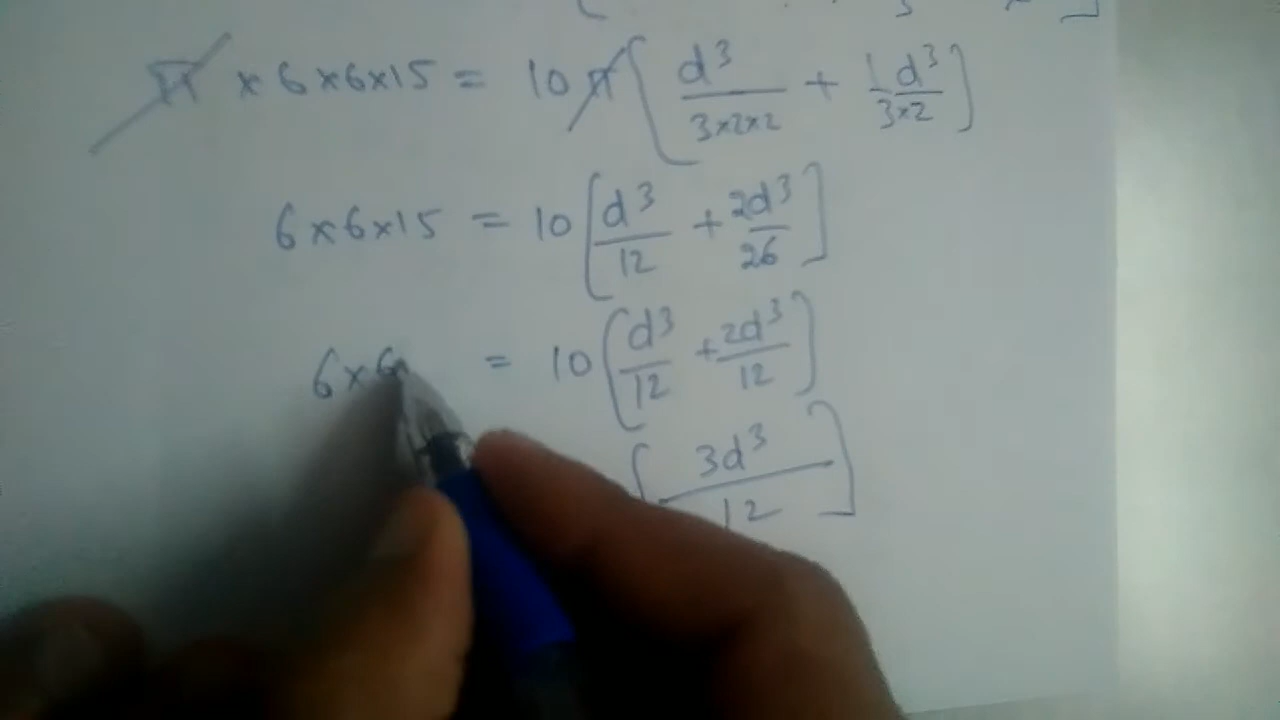 π × 6 × 6 × 15 = 10 π [ d³/(3×2×2) + 1/3 d³/2 ]
6 × 6 × 15 = 10 [ d³/12 + 2d³/26 ]
6 × 6 = 10 [ d³/12 + 2d³/12 ]
[ 3d³/12 ]